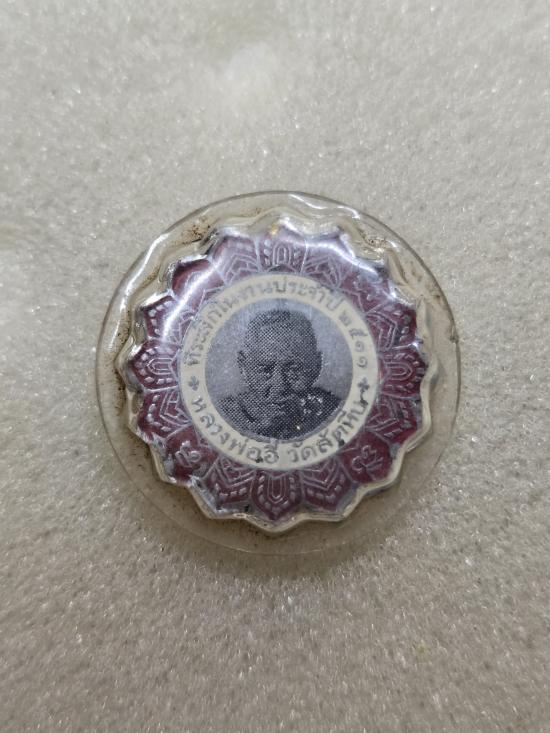 ที่ระลึกในงานประจำปี ๒๕๑๑
หลวงพ่ออี๋ วัดสัตหีบ